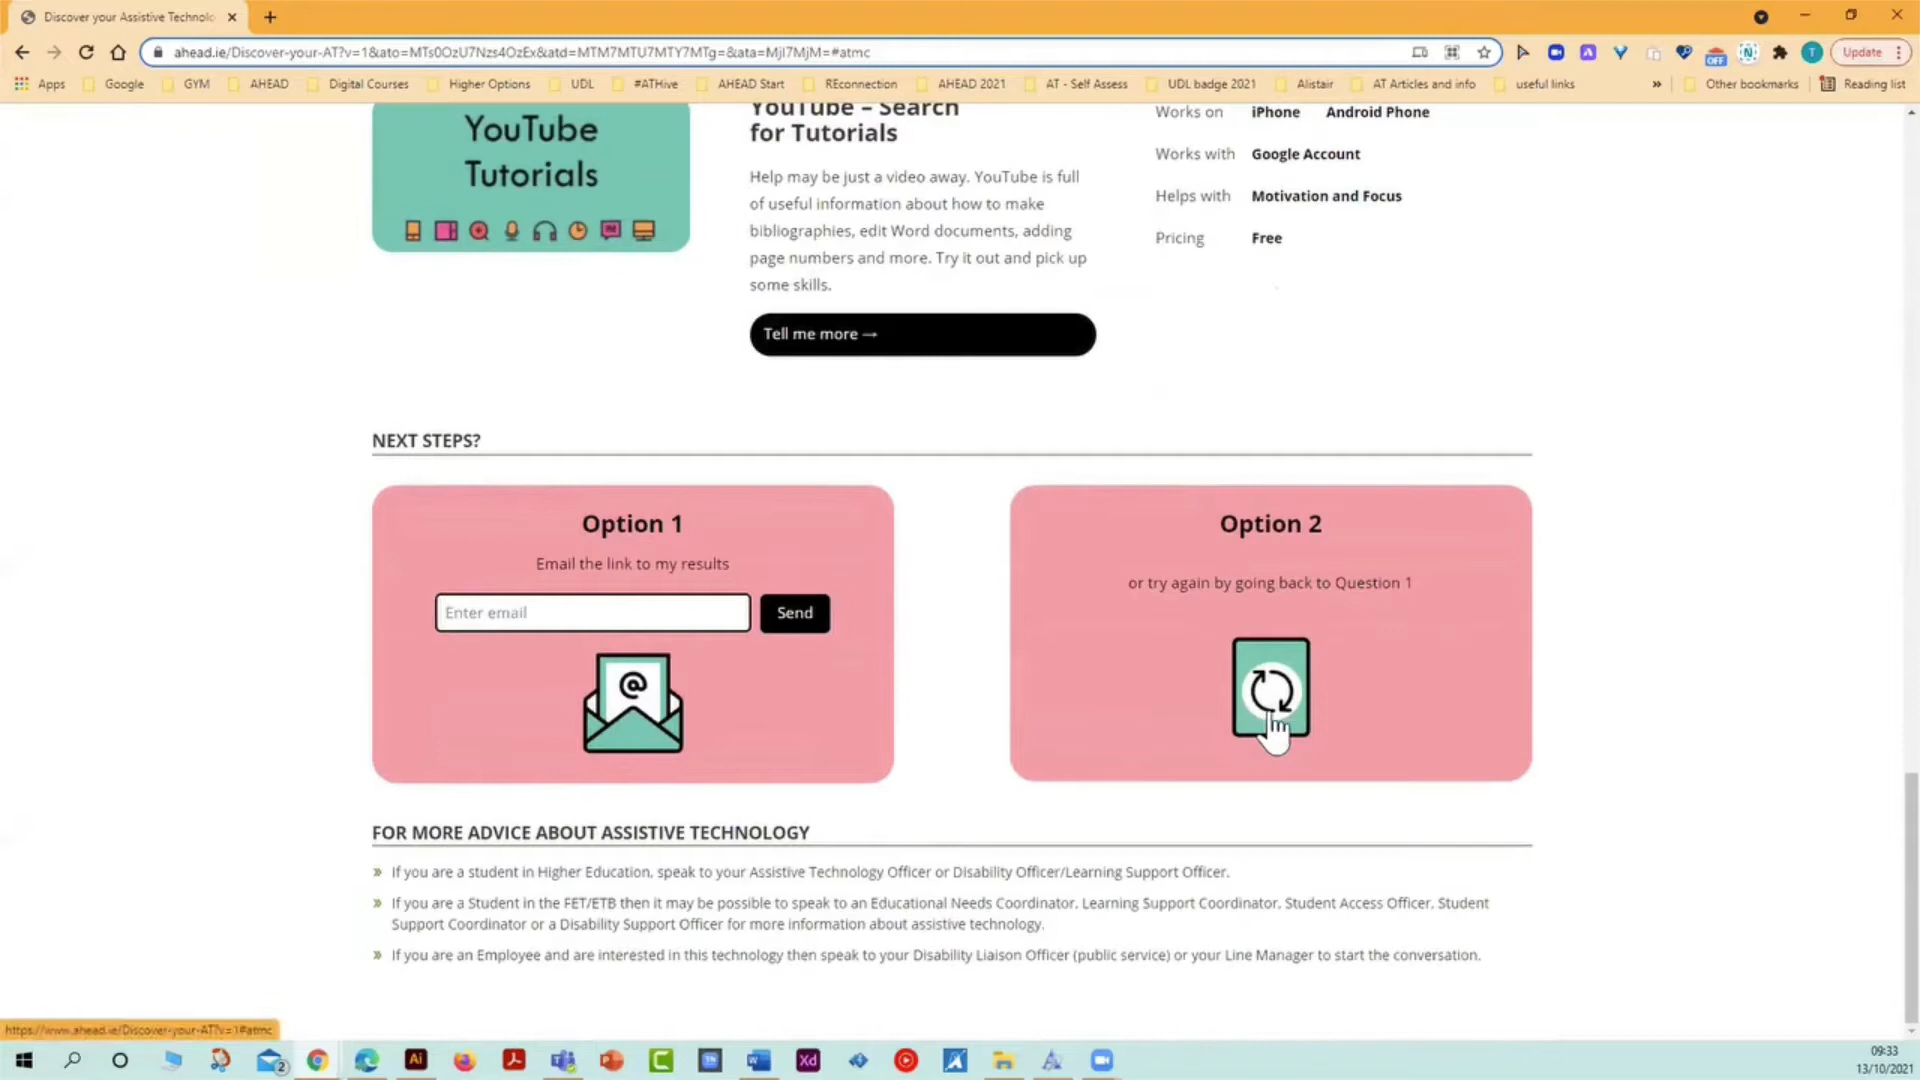 Discover your Assistive Technolo
ahead.ie/Discover-your-AT?v=1&ato=MTs0OzU7Nzs4OzEx&atd=MTM7MTU7MTY7MTg=&ata=MjI7MjM=#atmc
OFF
N
T
Update
Apps
Google
GYM
AHEAD
Digital Courses
Higher Options
UDL
#ATHive
AHEAD Start
REconnection
AHEAD 2021
AT - Self Assess
UDL badge 2021
Alistair
AT Articles and info
useful links
»
Other bookmarks
Reading list
YouTube
Tutorials
YouTube – Search
for Tutorials
Help may be just a video away. YouTube is full
of useful information about how to make
bibliographies, edit Word documents, adding
page numbers and more. Try it out and pick up
some skills.
Tell me more →
Works on iPhone Android Phone
Works with Google Account
Helps with Motivation and Focus
Pricing Free
NEXT STEPS?
Option 1
Email the link to my results
Enter email
Send
@
Option 2
or try again by going back to Question 1
FOR MORE ADVICE ABOUT ASSISTIVE TECHNOLOGY
» If you are a student in Higher Education, speak to your Assistive Technology Officer or Disability Officer/Learning Support Officer.
» If you are a Student in the FET/ETB then it may be possible to speak to an Educational Needs Coordinator, Learning Support Coordinator, Student Access Officer, Student
Support Coordinator or a Disability Support Officer for more information about assistive technology.
» If you are an Employee and are interested in this technology then speak to your Disability Liaison Officer (public service) or your Line Manager to start the conversation.
https://www.ahead.ie/Discover-your-AT?v=1#atmc
2
Ai
Xd
09:33
13/10/2021